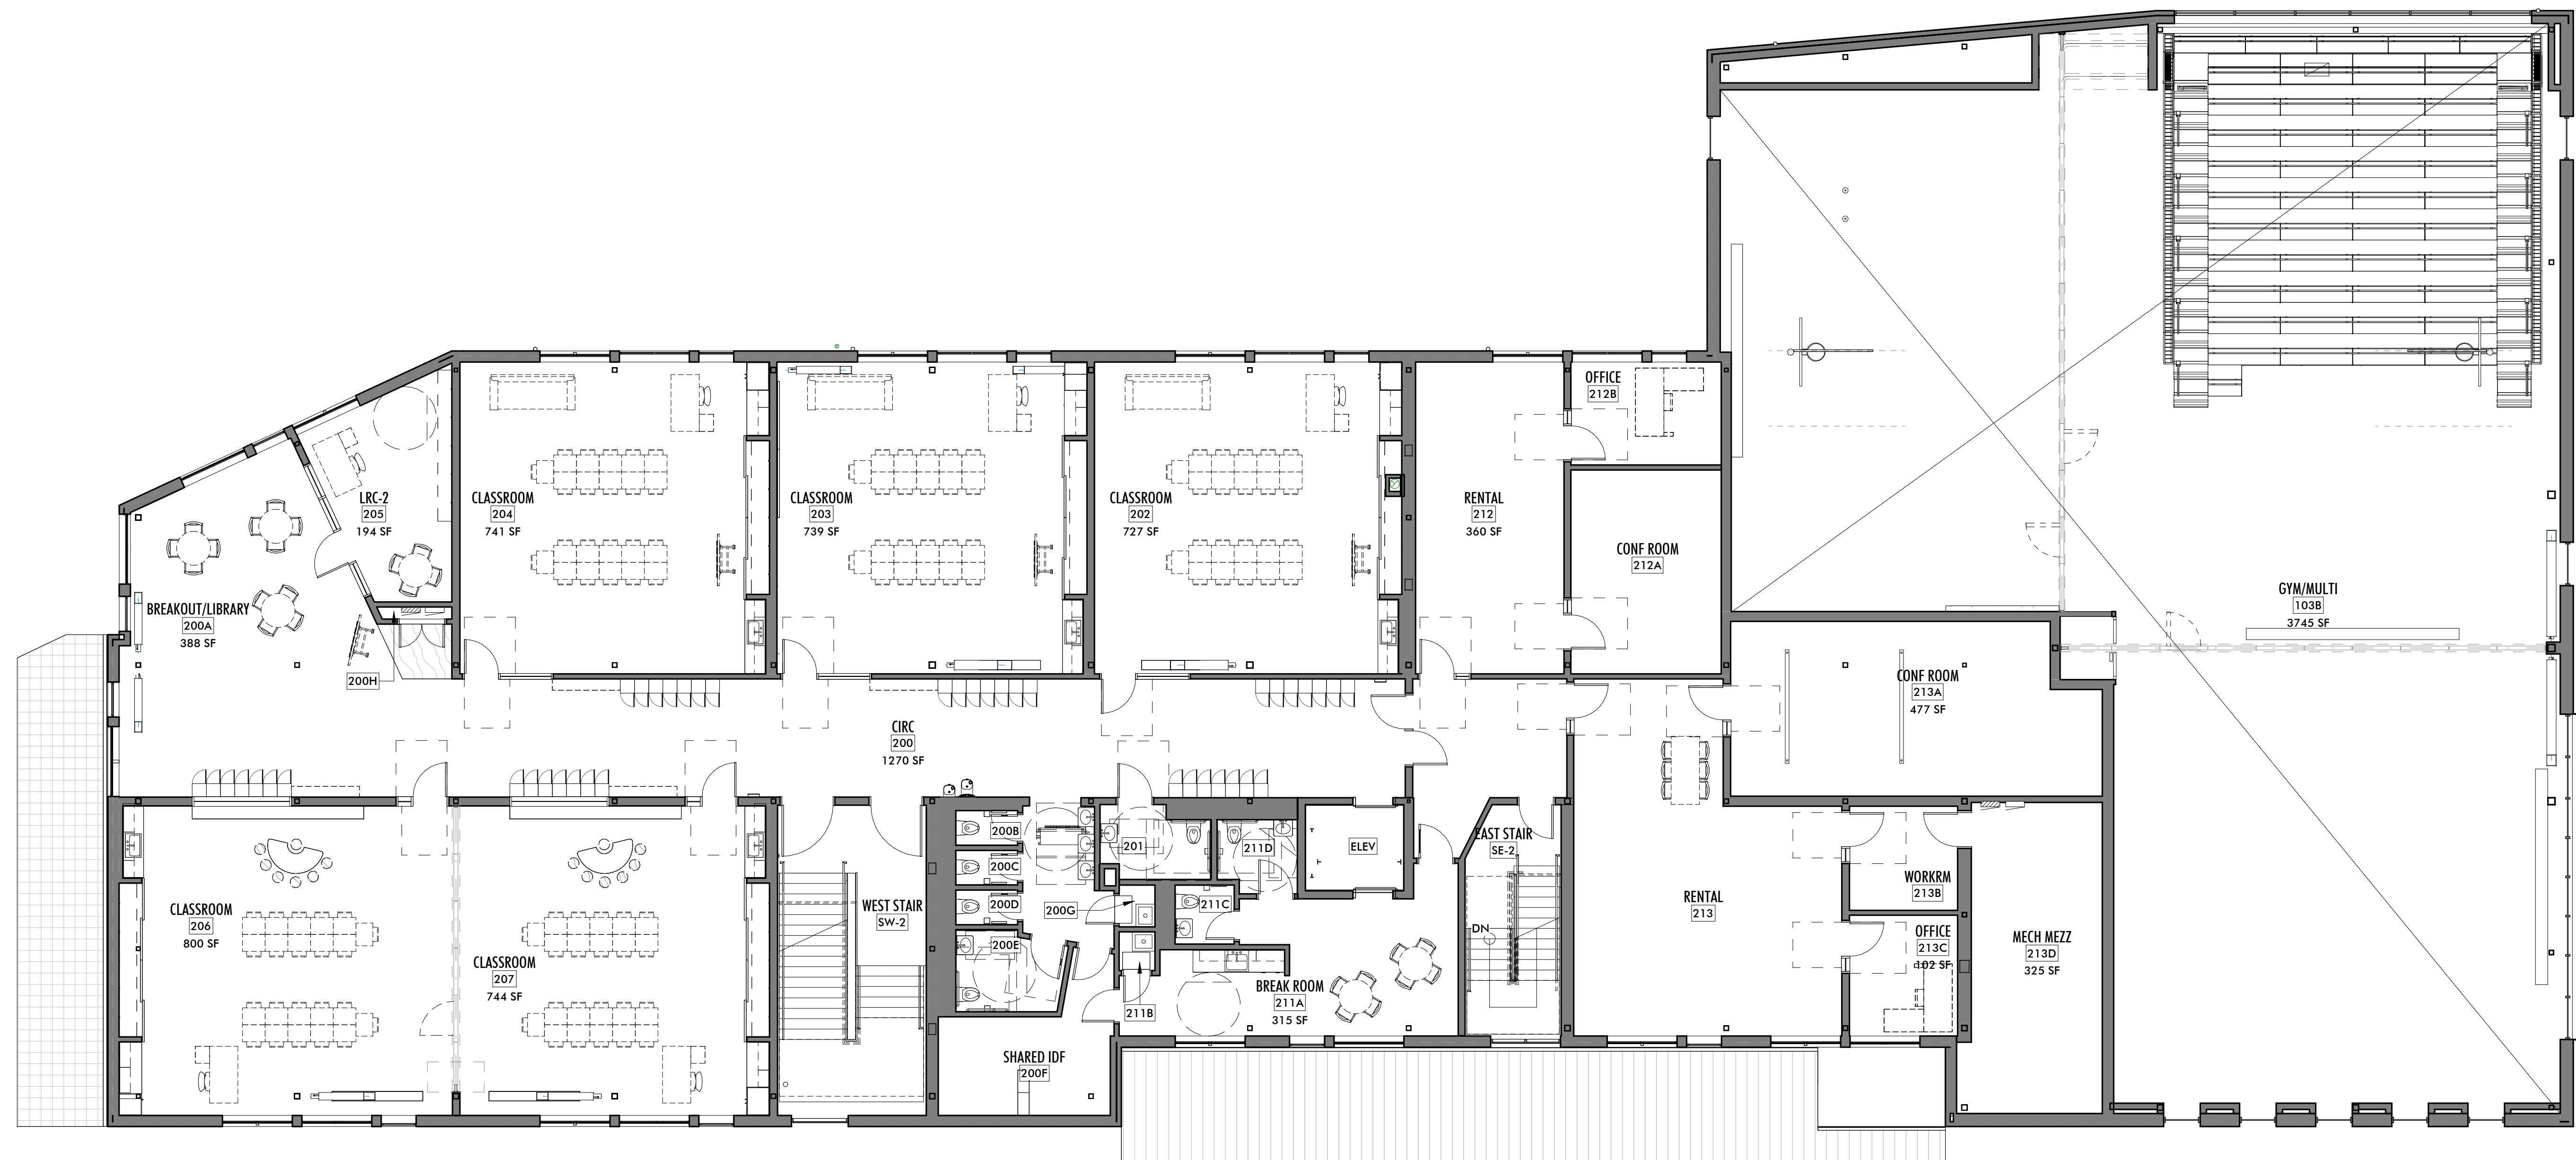 OFFICE
212B
LRC-2
205
194 SF
CLASSROOM
204
741 SF
CLASSROOM
203
739 SF
CLASSROOM
202
727 SF
RENTAL
212
360 SF
CONF ROOM
212A
BREAKOUT/LIBRARY
200A
388 SF
200H
GYM/MULTI
103B
3745 SF
CONF ROOM
213A
477 SF
CIRC
200
1270 SF
200B
200C
200D
200E
200G
201
211D
211C
211B
ELEV
EAST STAIR
SE-2
DN
WEST STAIR
SW-2
CLASSROOM
206
800 SF
CLASSROOM
207
744 SF
RENTAL
213
WORKRM
213B
OFFICE
213C
102 SF
MECH MEZZ
213D
325 SF
BREAK ROOM
211A
315 SF
SHARED IDF
200F